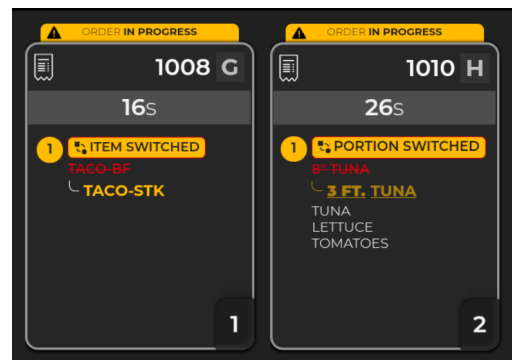 ORDER IN PROGRESS
1008 G
16S
1 ITEM SWITCHED
TACO-BF
TACO-STK
1
ORDER IN PROGRESS
1010 H
26S
1 PORTION SWITCHED
8" TUNA
3 FT. TUNA
TUNA
LETTUCE
TOMATOES
2